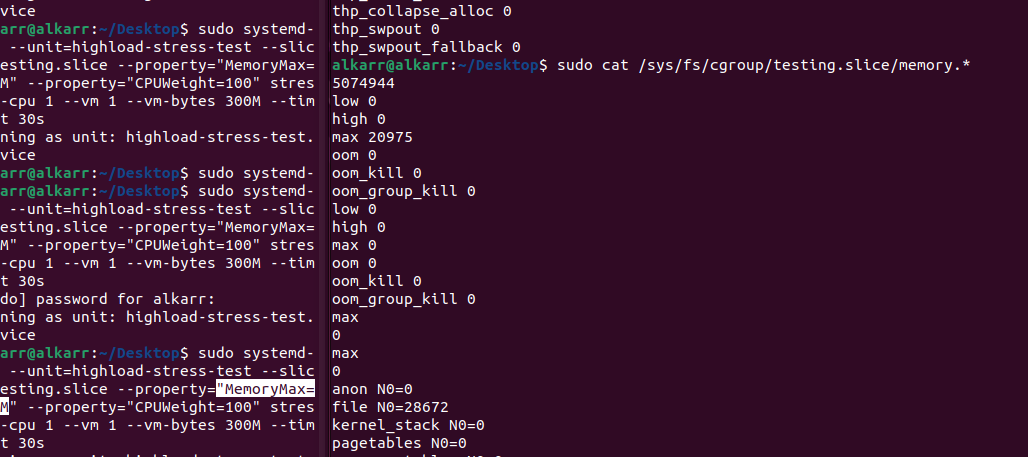 vice
arr@alkarr:~/Desktop$ sudo systemd-
 --unit=highload-stress-test --slic
esting.slice --property="MemoryMax=
M" --property="CPUWeight=100" stres
-cpu 1 --vm 1 --vm-bytes 300M --tim
t 30s
ning as unit: highload-stress-test.
vice
arr@alkarr:~/Desktop$ sudo systemd-
arr@alkarr:~/Desktop$ sudo systemd-
 --unit=highload-stress-test --slic
esting.slice --property="MemoryMax=
M" --property="CPUWeight=100" stres
-cpu 1 --vm 1 --vm-bytes 300M --tim
t 30s
do] password for alkarr:
ning as unit: highload-stress-test.
vice
arr@alkarr:~/Desktop$ sudo systemd-
 --unit=highload-stress-test --slic
esting.slice --property="MemoryMax=
M" --property="CPUWeight=100" stres
-cpu 1 --vm 1 --vm-bytes 300M --tim
t 30s
thp_collapse_alloc 0
thp_swpout 0
thp_swpout_fallback 0
alkarr@alkarr:~/Desktop$ sudo cat /sys/fs/cgroup/testing.slice/memory.*
5074944
low 0
high 0
max 20975
oom 0
oom_kill 0
oom_group_kill 0
low 0
high 0
max 0
oom 0
oom_kill 0
oom_group_kill 0
max
0
max
0
anon N0=0
file N0=28672
kernel_stack N0=0
pagetables N0=0